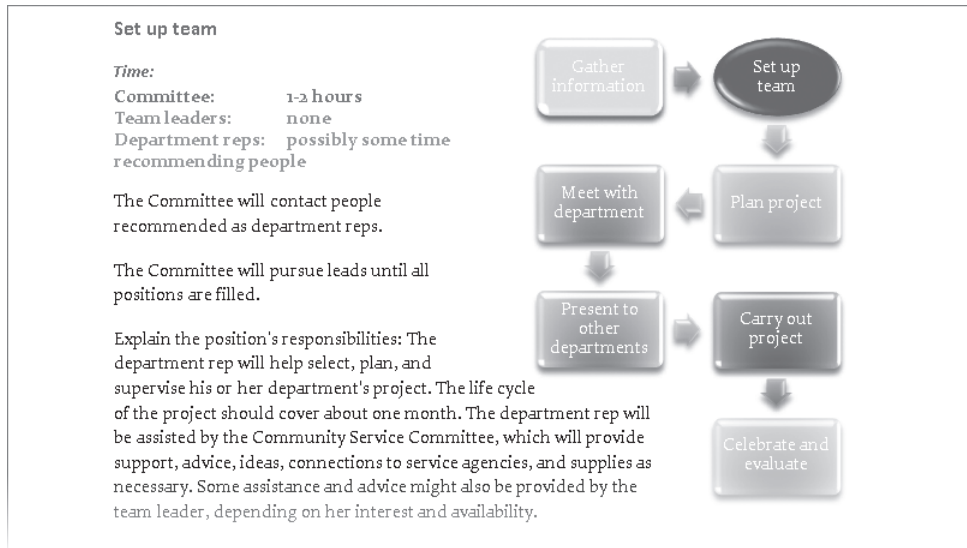 Set up team
Time:
Committee: 1-2 hours
Team leaders: none
Department reps: possibly some time
recommending people
The Committee will contact people
recommended as department reps.
The Committee will pursue leads until all
positions are filled.
Explain the position's responsibilities: The
department rep will help select, plan, and
supervise his or her department's project. The life cycle
of the project should cover about one month. The department rep will
be assisted by the Community Service Committee, which will provide
support, advice, ideas, connections to service agencies, and supplies as
necessary. Some assistance and advice might also be provided by the
team leader, depending on her interest and availability.
Gather
information
Set up
team
Plan project
Meet with
department
Present to
other
departments
Carry out
project
Celebrate and
evaluate